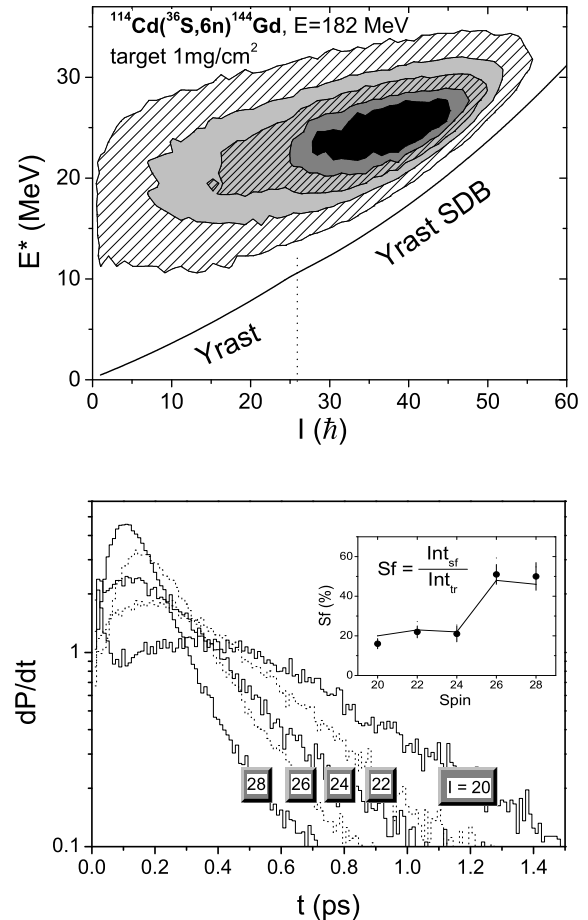 ¹¹⁴Cd(³⁶S,6n)¹⁴⁴Gd, E=182 MeV
target 1mg/cm²
30
20
10
0
E* (MeV)
Yrast
Yrast SDB
0 10 20 30 40 50 60
I (ℏ)
Sf = Int_sf / Int_tr
60
40
20
0
Sf (%)
20 22 24 26 28
Spin
1
0.1
dP/dt
28 26 24 22 I = 20
0.0 0.2 0.4 0.6 0.8 1.0 1.2 1.4
t (ps)